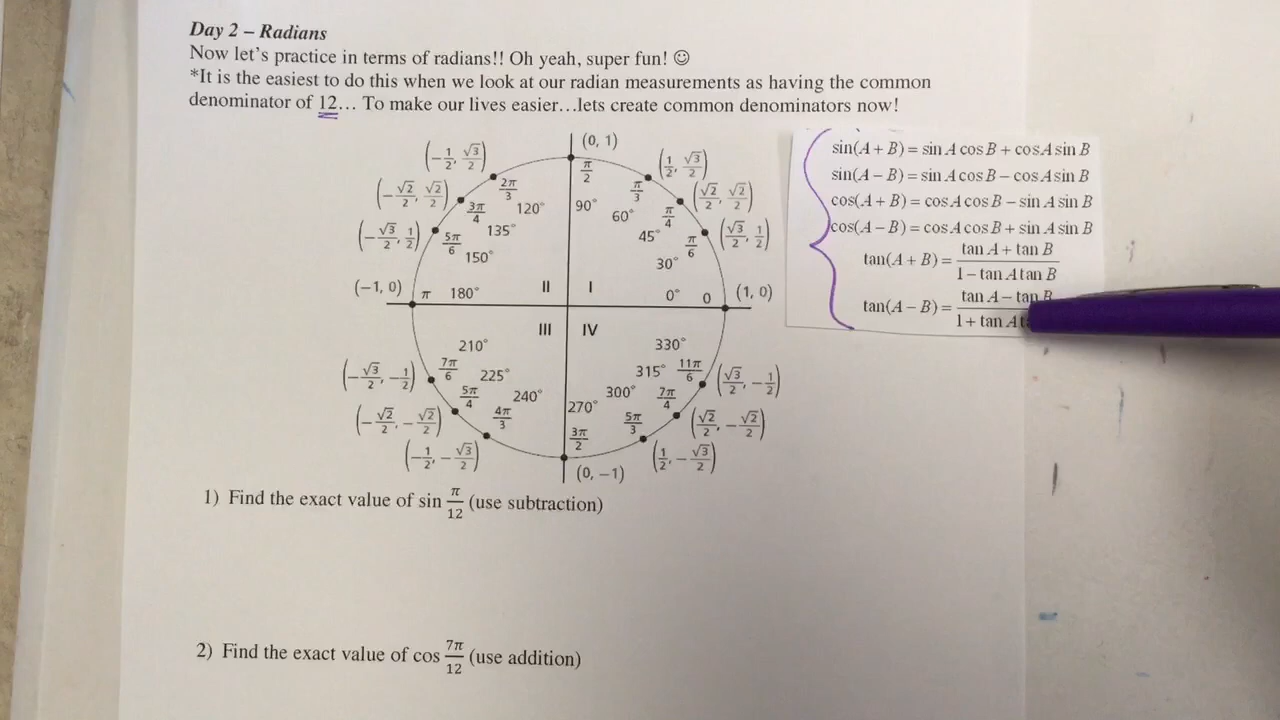 Day 2 – Radians
Now let's practice in terms of radians!! Oh yeah, super fun! ☺
*It is the easiest to do this when we look at our radian measurements as having the common
denominator of 12… To make our lives easier…lets create common denominators now!
(0, 1)
(-1/2, √3/2) (1/2, √3/2)
(-√2/2, √2/2) (√2/2, √2/2)
(-√3/2, 1/2) (√3/2, 1/2)
2π/3 π/2 π/3
3π/4 120° 90° 60° π/4
5π/6 135° 45° π/6
150° 30°
(-1, 0) π 180° II I 0° 0 (1, 0)
III IV
210° 330°
7π/6 225° 315° 11π/6
(-√3/2, -1/2) (√3/2, -1/2)
5π/4 240° 270° 300° 7π/4
(-√2/2, -√2/2) (√2/2, -√2/2)
4π/3 3π/2 5π/3
(-1/2, -√3/2) (1/2, -√3/2)
(0, -1)
sin(A + B) = sin A cos B + cos A sin B
sin(A − B) = sin A cos B − cos A sin B
cos(A + B) = cos A cos B − sin A sin B
cos(A − B) = cos A cos B + sin A sin B
tan(A + B) = tan A + tan B / 1 − tan A tan B
tan(A − B) = tan A − tan B / 1 + tan A
1) Find the exact value of sin π/12 (use subtraction)
2) Find the exact value of cos 7π/12 (use addition)